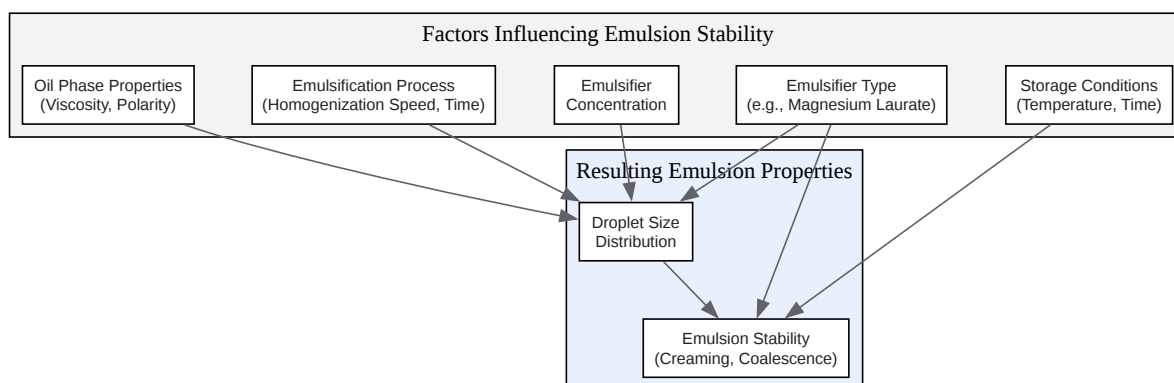 Factors Influencing Emulsion Stability
Oil Phase Properties
(Viscosity, Polarity)
Emulsification Process
(Homogenization Speed, Time)
Emulsifier
Concentration
Emulsifier Type
(e.g., Magnesium Laurate)
Storage Conditions
(Temperature, Time)
Resulting Emulsion Properties
Droplet Size
Distribution
Emulsion Stability
(Creaming, Coalescence)